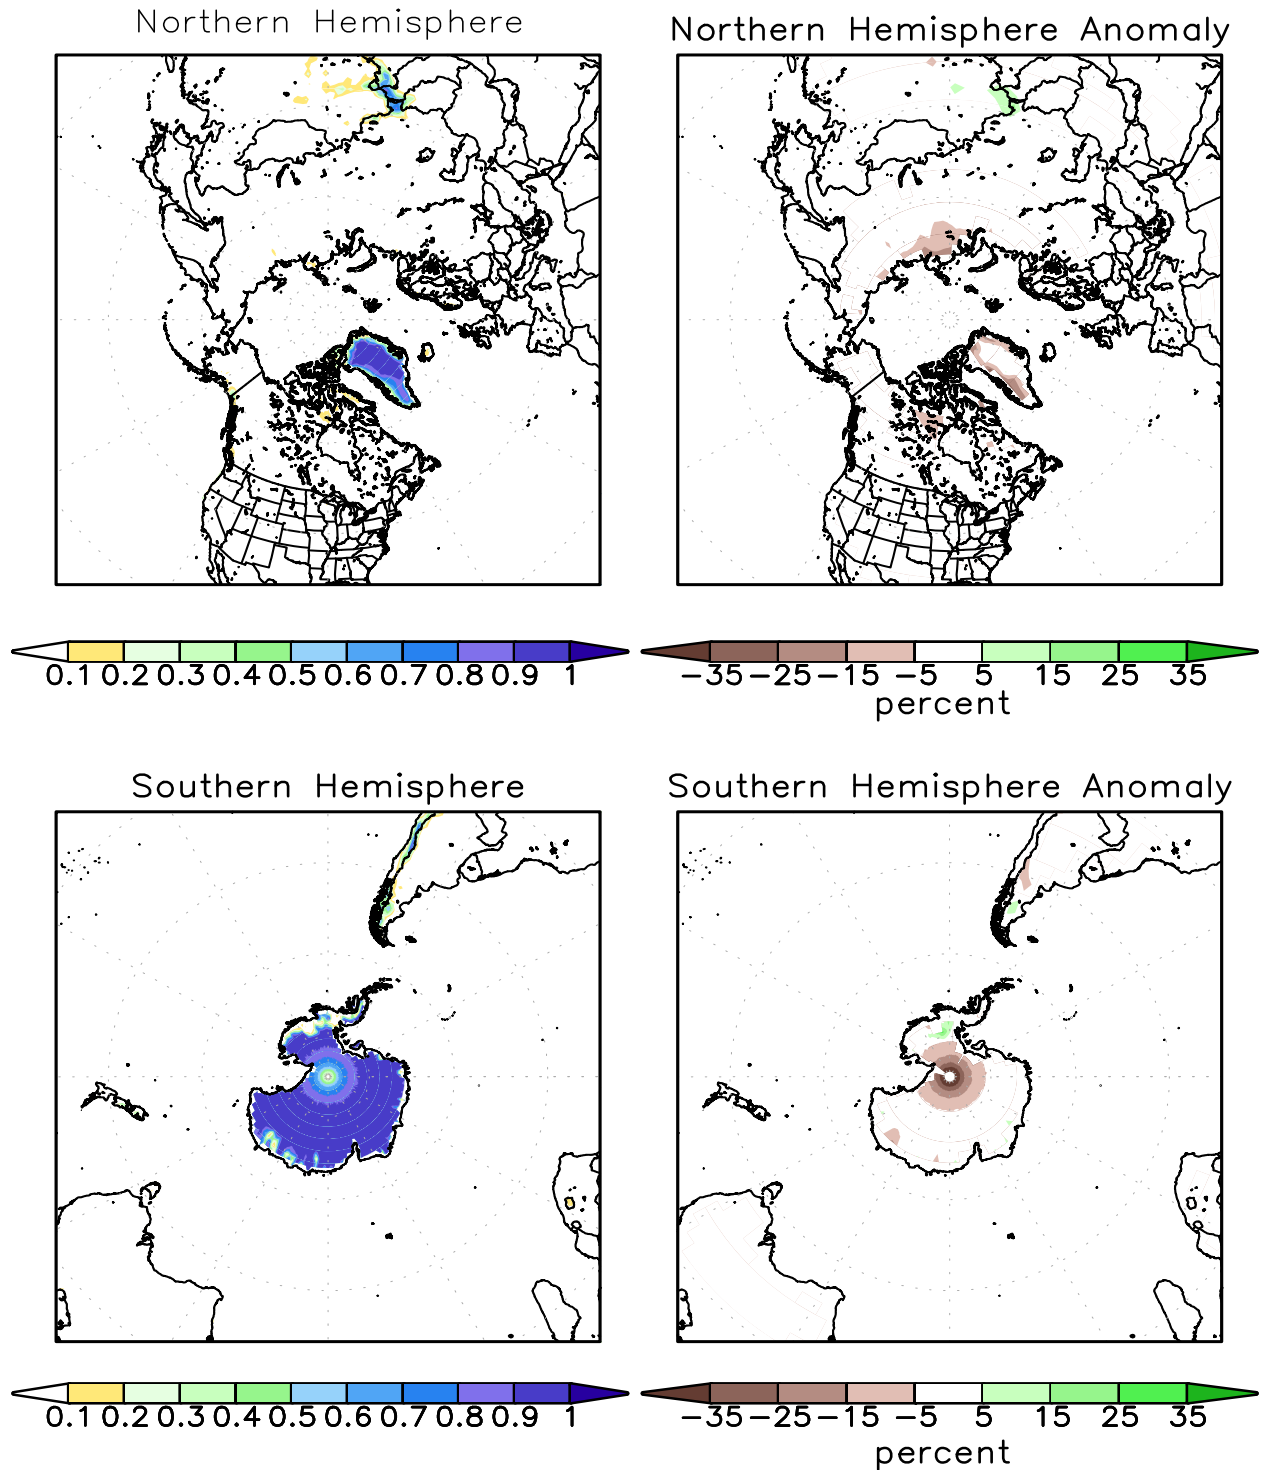 Northern Hemisphere
Northern Hemisphere Anomaly
0.1 0.2 0.3 0.4 0.5 0.6 0.7 0.8 0.9 1
-35 -25 -15 -5 5 15 25 35
percent
Southern Hemisphere
Southern Hemisphere Anomaly
0.1 0.2 0.3 0.4 0.5 0.6 0.7 0.8 0.9 1
-35 -25 -15 -5 5 15 25 35
percent